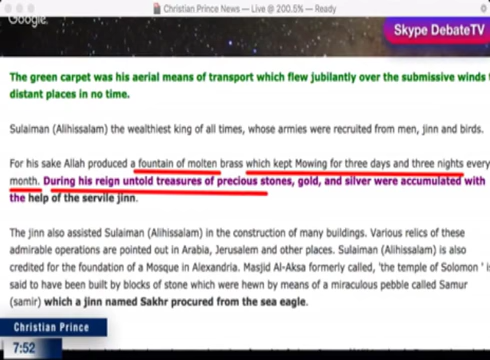 Christian Prince News — Live @ 200.5% — Ready
Google
Skype DebateTV
The green carpet was his aerial means of transport which flew jubilantly over the submissive winds
distant places in no time.
Sulaiman (Alihissalam) the wealthiest king of all times, whose armies were recruited from men, jinn and birds.
For his sake Allah produced a fountain of molten brass which kept Mowing for three days and three nights every
month. During his reign untold treasures of precious stones, gold, and silver were accumulated with
the help of the servile jinn.
The jinn also assisted Sulaiman (Alihissalam) in the construction of many buildings. Various relics of these
admirable operations are pointed out in Arabia, Jerusalem and other places. Sulaiman (Alihissalam) is also
credited for the foundation of a Mosque in Alexandria. Masjid Al-Aksa formerly called, 'the temple of Solomon '
said to have been built by blocks of stone which were hewn by means of a miraculous pebble called Samur
(samir) which a jinn named Sakhr procured from the sea eagle.
Christian Prince
7:52